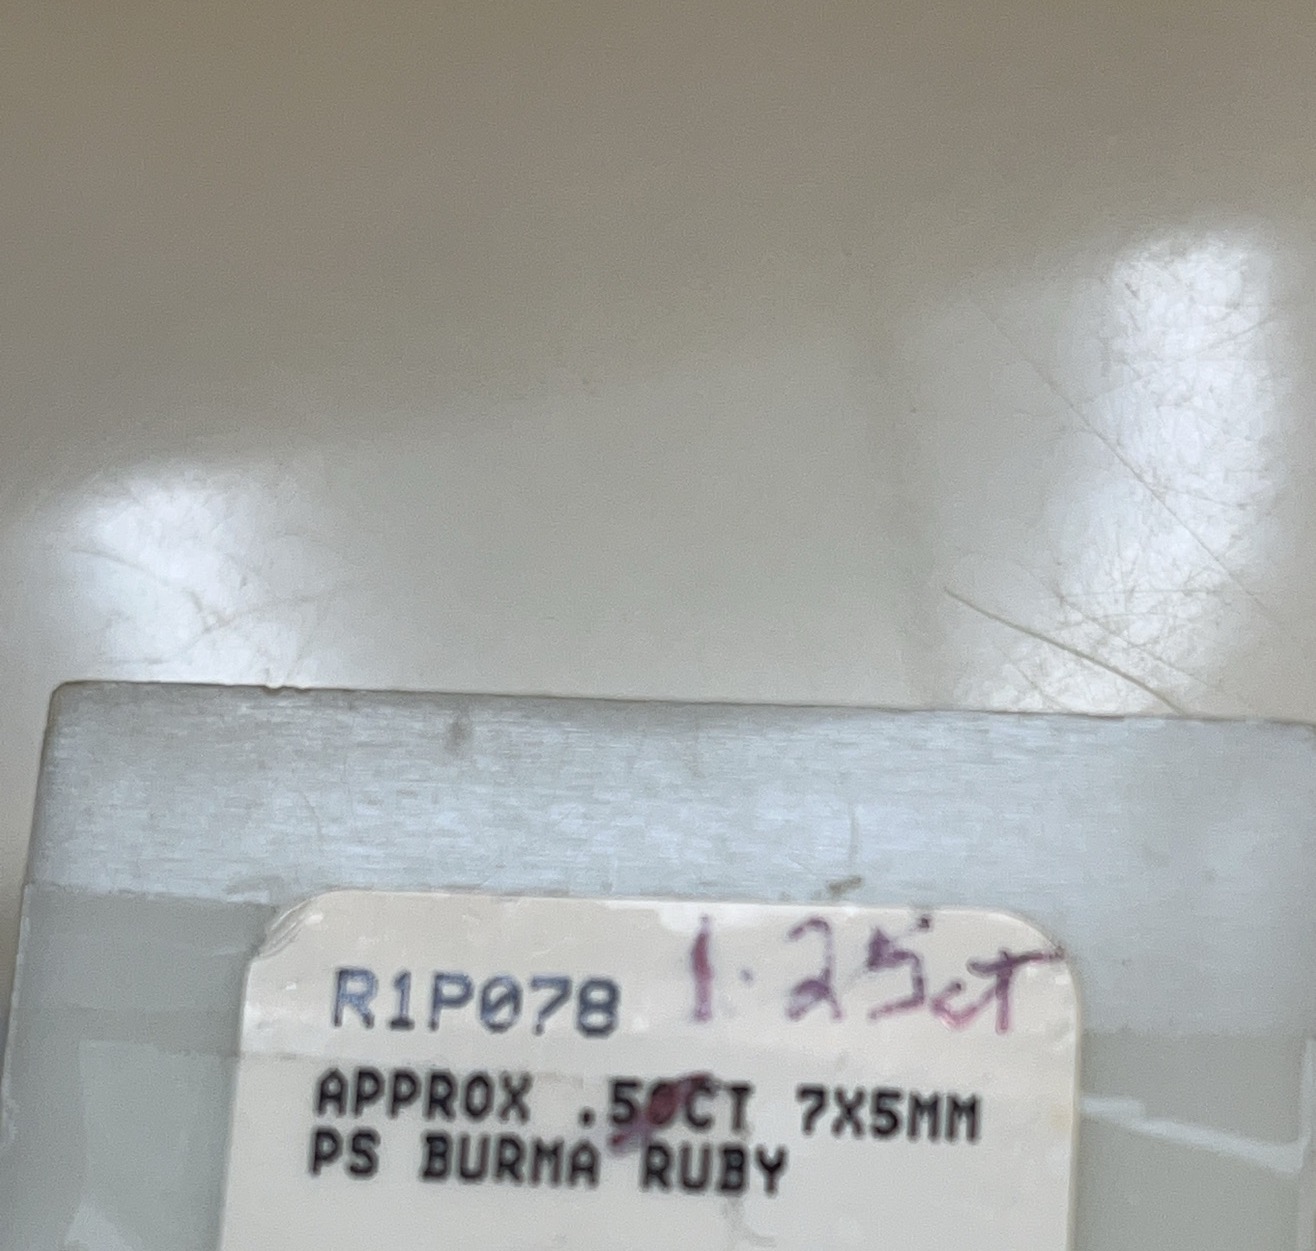 R1P078 1.25ct
APPROX .50CT 7X5MM
PS BURMA RUBY